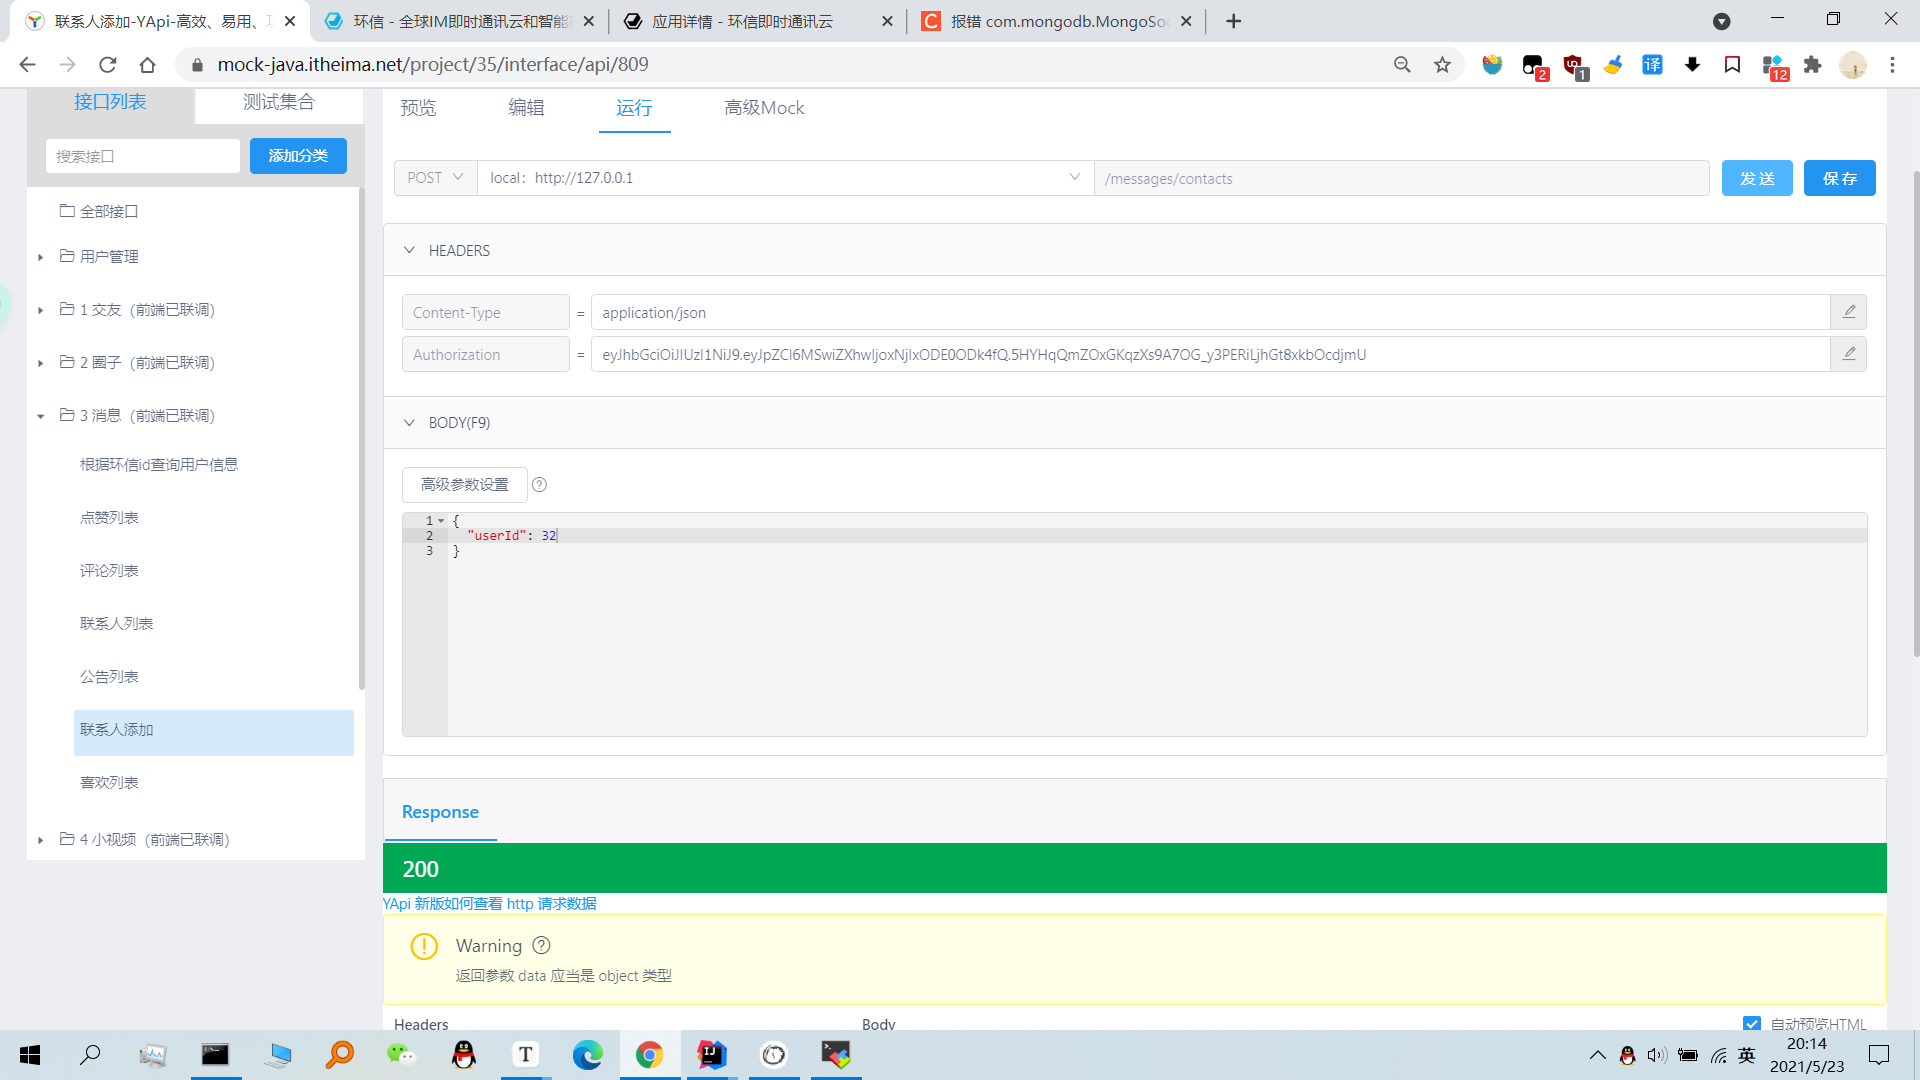 联系人添加-YApi-高效、易用、
环信 - 全球IM即时通讯云和智能
应用详情 - 环信即时通讯云
报错 com.mongodb.MongoSoc
mock-java.itheima.net/project/35/interface/api/809
2
1
译
12
接口列表
测试集合
预览
编辑
运行
高级Mock
搜索接口
添加分类
POST
local：http://127.0.0.1
/messages/contacts
发 送
保 存
全部接口
用户管理
1 交友（前端已联调）
2 圈子（前端已联调）
3 消息（前端已联调）
根据环信id查询用户信息
点赞列表
评论列表
联系人列表
公告列表
联系人添加
喜欢列表
4 小视频（前端已联调）
HEADERS
Content-Type
=
application/json
Authorization
=
eyJhbGciOiJIUzI1NiJ9.eyJpZCI6MSwiZXhwIjoxNjIxODE0ODk4fQ.5HYHqQmZOxGKqzXs9A7OG_y3PERiLjhGt8xkbOcdjmU
BODY(F9)
高级参数设置
1 {
2 "userId": 32
3 }
Response
200
YApi 新版如何查看 http 请求数据
Warning
返回参数 data 应当是 object 类型
Headers
Body
自动预览HTML
英
20:14
2021/5/23